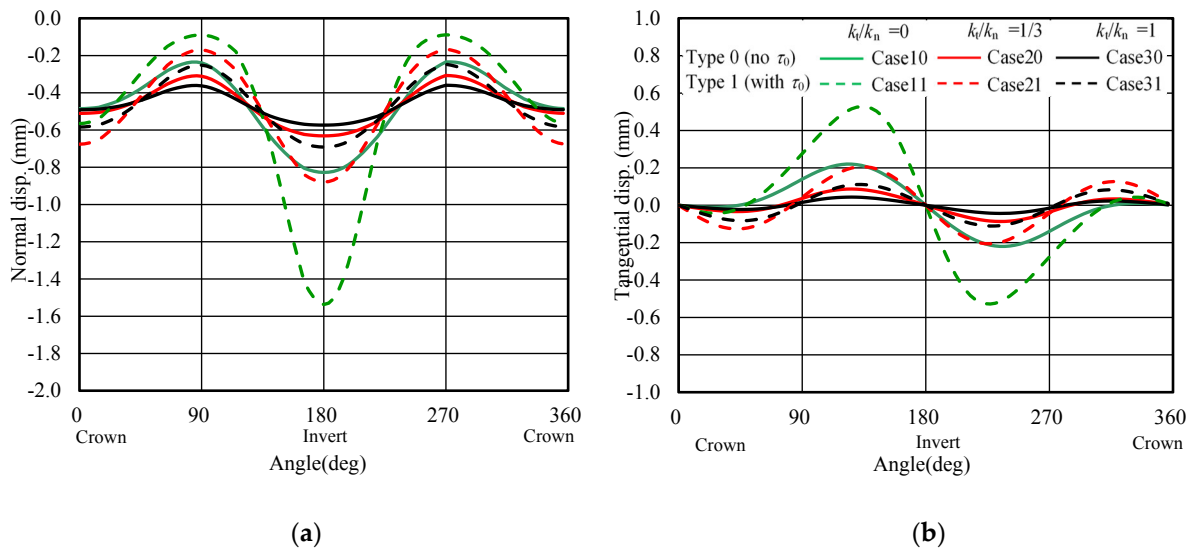 0.0
-0.2
-0.4
-0.6
-0.8
-1.0
-1.2
-1.4
-1.6
-1.8
-2.0
Normal disp. (mm)
0 90 180 270 360
Crown Invert Crown
Angle(deg)
(a)
kt/kn =0 kt/kn =1/3 kt/kn =1
Type 0 (no τ0) Case10 Case20 Case30
Type 1 (with τ0) Case11 Case21 Case31
1.0
0.8
0.6
0.4
0.2
0.0
-0.2
-0.4
-0.6
-0.8
-1.0
Tangential disp. (mm)
0 90 180 270 360
Crown Invert Crown
Angle(deg)
(b)